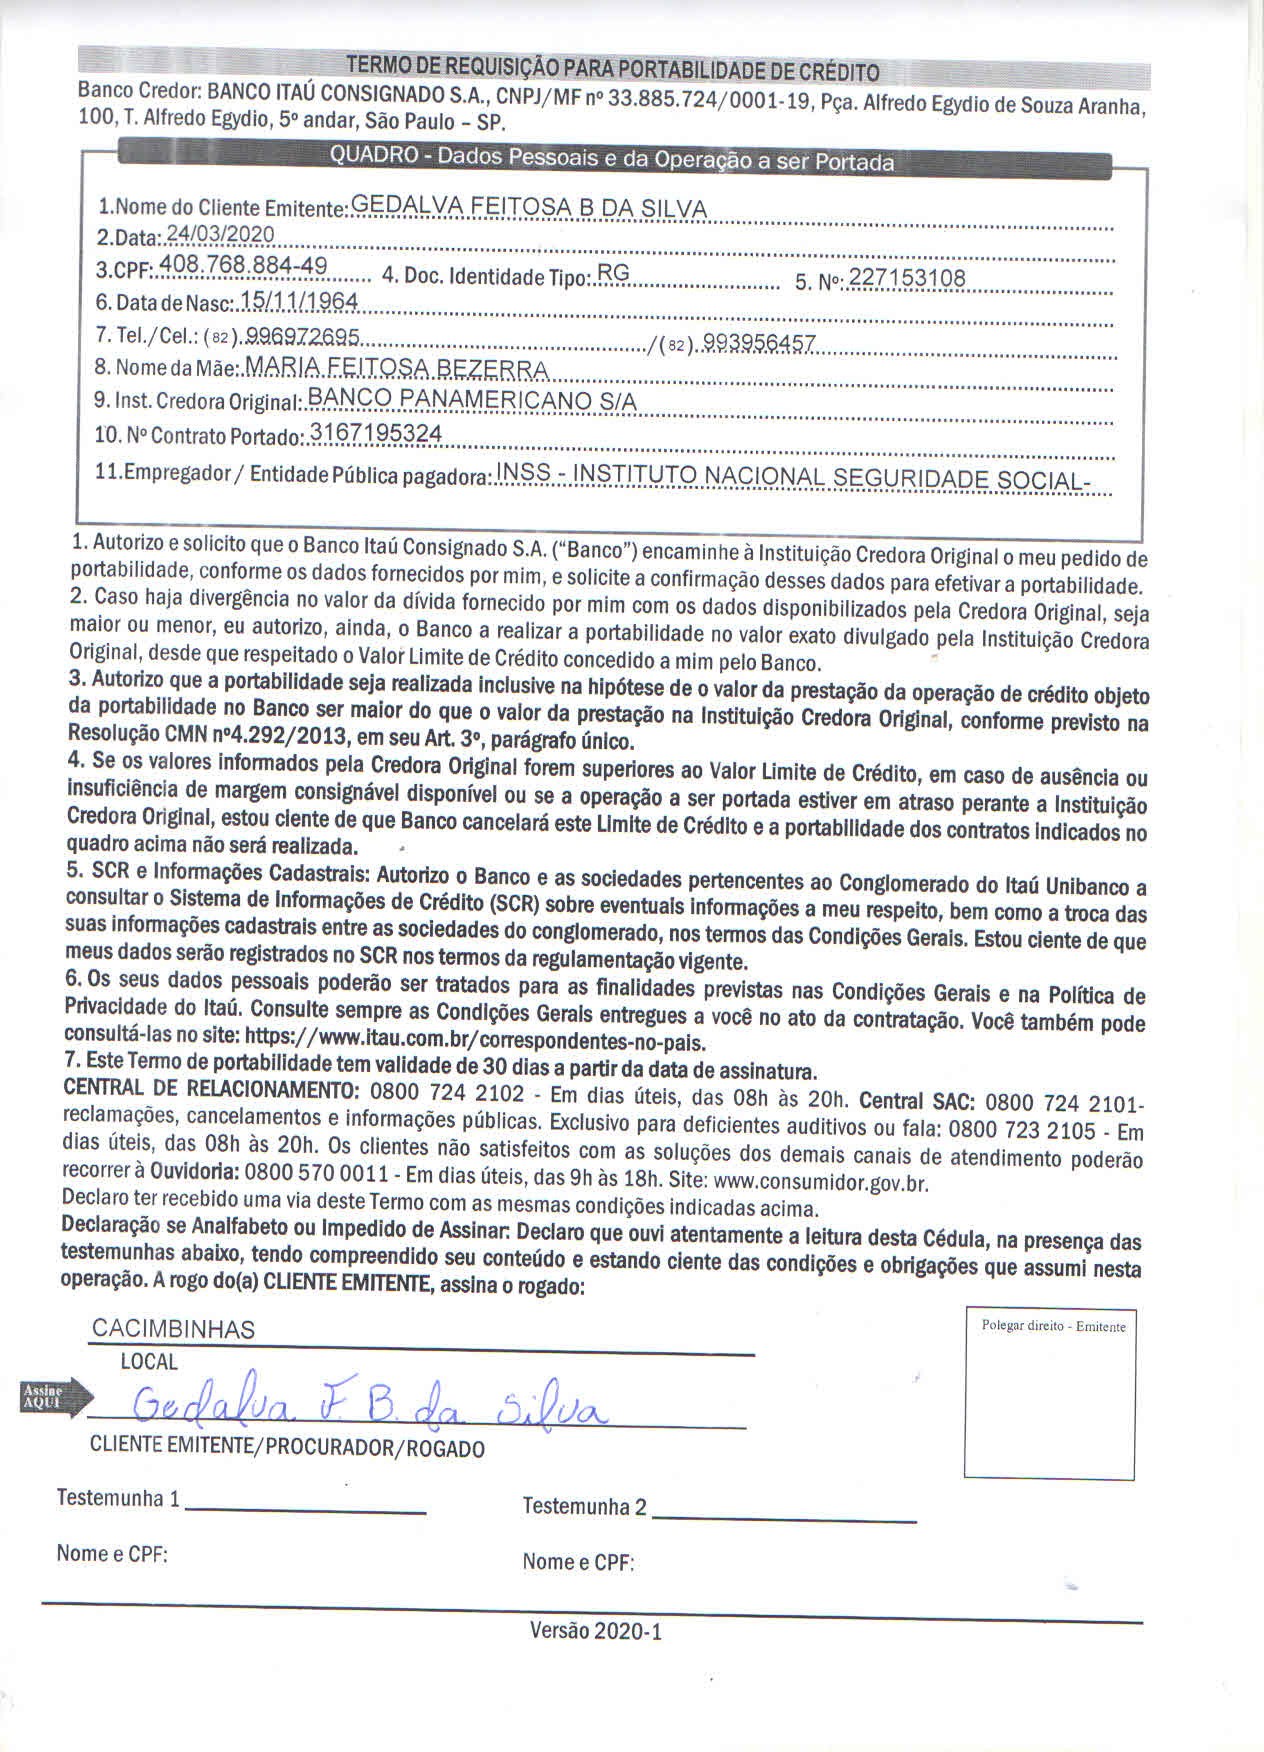 TERMO DE REQUISIÇÃO PARA PORTABILIDADE DE CRÉDITO
Banco Credor: BANCO ITAÚ CONSIGNADO S.A., CNPJ/MF nº 33.885.724/0001-19, Pça. Alfredo Egydio de Souza Aranha,
100, T. Alfredo Egydio, 5º andar, São Paulo – SP.
QUADRO - Dados Pessoais e da Operação a ser Portada
1.Nome do Cliente Emitente: GEDALVA FEITOSA B DA SILVA
2.Data: 24/03/2020
3.CPF: 408.768.884-49 4. Doc. Identidade Tipo: RG 5. Nº: 227153108
6. Data de Nasc: 15/11/1964
7. Tel./Cel.: (82) 996972695 /(82) 993956457
8. Nome da Mãe: MARIA FEITOSA BEZERRA
9. Inst. Credora Original: BANCO PANAMERICANO S/A
10. Nº Contrato Portado: 3167195324
11.Empregador / Entidade Pública pagadora: INSS - INSTITUTO NACIONAL SEGURIDADE SOCIAL-
1. Autorizo e solicito que o Banco Itaú Consignado S.A. (“Banco”) encaminhe à Instituição Credora Original o meu pedido de
portabilidade, conforme os dados fornecidos por mim, e solicite a confirmação desses dados para efetivar a portabilidade.
2. Caso haja divergência no valor da dívida fornecido por mim com os dados disponibilizados pela Credora Original, seja
maior ou menor, eu autorizo, ainda, o Banco a realizar a portabilidade no valor exato divulgado pela Instituição Credora
Original, desde que respeitado o Valor Limite de Crédito concedido a mim pelo Banco.
3. Autorizo que a portabilidade seja realizada inclusive na hipótese de o valor da prestação da operação de crédito objeto
da portabilidade no Banco ser maior do que o valor da prestação na Instituição Credora Original, conforme previsto na
Resolução CMN nº4.292/2013, em seu Art. 3º, parágrafo único.
4. Se os valores informados pela Credora Original forem superiores ao Valor Limite de Crédito, em caso de ausência ou
insuficiência de margem consignável disponível ou se a operação a ser portada estiver em atraso perante a Instituição
Credora Original, estou ciente de que Banco cancelará este Limite de Crédito e a portabilidade dos contratos indicados no
quadro acima não será realizada.
5. SCR e Informações Cadastrais: Autorizo o Banco e as sociedades pertencentes ao Conglomerado do Itaú Unibanco a
consultar o Sistema de Informações de Crédito (SCR) sobre eventuais informações a meu respeito, bem como a troca das
suas informações cadastrais entre as sociedades do conglomerado, nos termos das Condições Gerais. Estou ciente de que
meus dados serão registrados no SCR nos termos da regulamentação vigente.
6. Os seus dados pessoais poderão ser tratados para as finalidades previstas nas Condições Gerais e na Política de
Privacidade do Itaú. Consulte sempre as Condições Gerais entregues a você no ato da contratação. Você também pode
consultá-las no site: https://www.itau.com.br/correspondentes-no-pais.
7. Este Termo de portabilidade tem validade de 30 dias a partir da data de assinatura.
CENTRAL DE RELACIONAMENTO: 0800 724 2102 - Em dias úteis, das 08h às 20h. Central SAC: 0800 724 2101-
reclamações, cancelamentos e informações públicas. Exclusivo para deficientes auditivos ou fala: 0800 723 2105 - Em
dias úteis, das 08h às 20h. Os clientes não satisfeitos com as soluções dos demais canais de atendimento poderão
recorrer à Ouvidoria: 0800 570 0011 - Em dias úteis, das 9h às 18h. Site: www.consumidor.gov.br.
Declaro ter recebido uma via deste Termo com as mesmas condições indicadas acima.
Declaração se Analfabeto ou Impedido de Assinar: Declaro que ouvi atentamente a leitura desta Cédula, na presença das
testemunhas abaixo, tendo compreendido seu conteúdo e estando ciente das condições e obrigações que assumi nesta
operação. A rogo do(a) CLIENTE EMITENTE, assina o rogado:
Polegar direito - Emitente
CACIMBINHAS
LOCAL
Assine
AQUI
Gedalva F. B. da Silva
CLIENTE EMITENTE/PROCURADOR/ROGADO
Testemunha 1 Testemunha 2
Nome e CPF: Nome e CPF:
Versão 2020-1